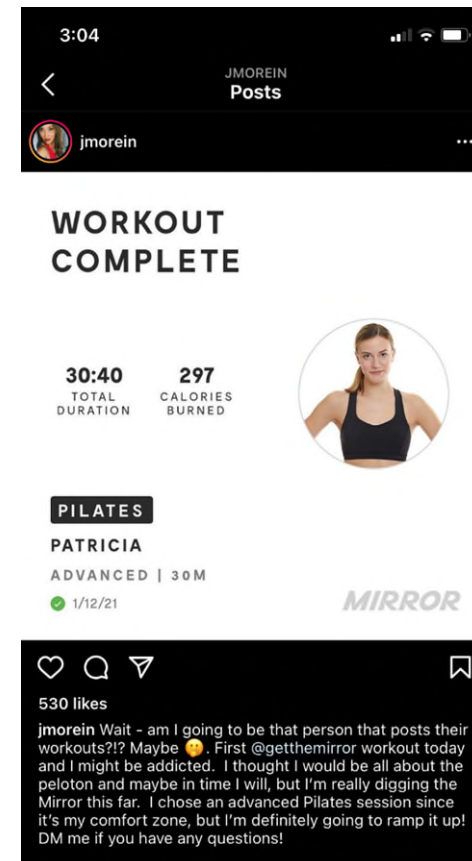 3:04
JMOREIN
Posts
jmorein
WORKOUT
COMPLETE
30:40
TOTAL
DURATION
297
CALORIES
BURNED
PILATES
PATRICIA
ADVANCED | 30M
1/12/21
MIRROR
530 likes
jmorein Wait - am I going to be that person that posts their
workouts?!? Maybe 🤫. First @getthemirror workout today
and I might be addicted. I thought I would be all about the
peloton and maybe in time I will, but I'm really digging the
Mirror this far. I chose an advanced Pilates session since
it's my comfort zone, but I'm definitely going to ramp it up!
DM me if you have any questions!